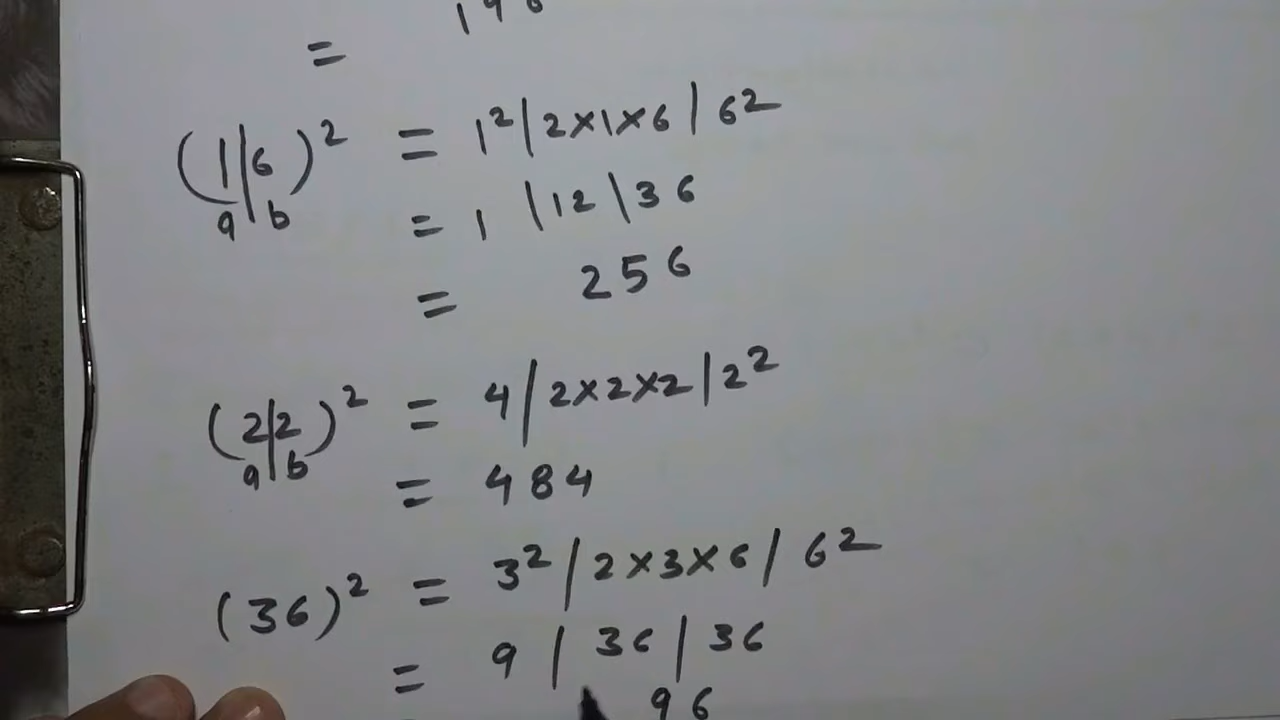 =
(1|6)² = 1²|2×1×6|6²
a|b
= 1 |12|36
= 256
(2|2)² = 4|2×2×2|2²
a|b
= 484
(36)² = 3²|2×3×6|6²
= 9 | 36 | 36
96